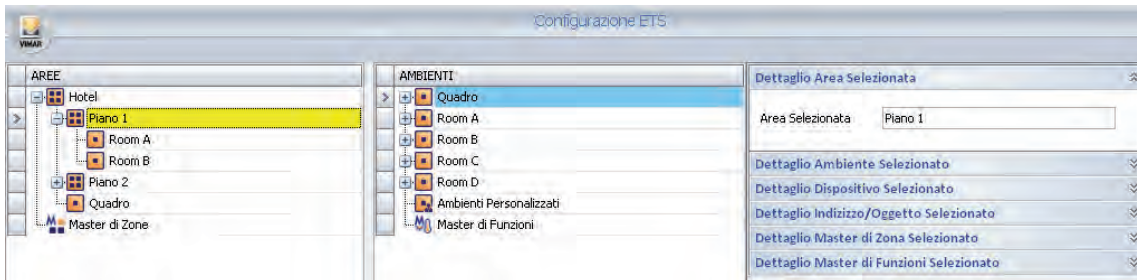 Configurazione ETS
VIMAR
AREE
Hotel
Piano 1
Room A
Room B
Piano 2
Quadro
Master di Zone
AMBIENTI
Quadro
Room A
Room B
Room C
Room D
Ambienti Personalizzati
Master di Funzioni
Dettaglio Area Selezionata
Area Selezionata Piano 1
Dettaglio Ambiente Selezionato
Dettaglio Dispositivo Selezionato
Dettaglio Indizizzo/Oggetto Selezionato
Dettaglio Master di Zona Selezionato
Dettaglio Master di Funzioni Selezionato